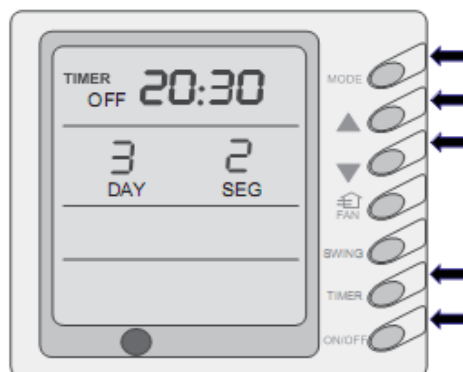 TIMER
OFF 20:30
3 2
DAY SEG
MODE
FAN
SWING
TIMER
ON/OFF